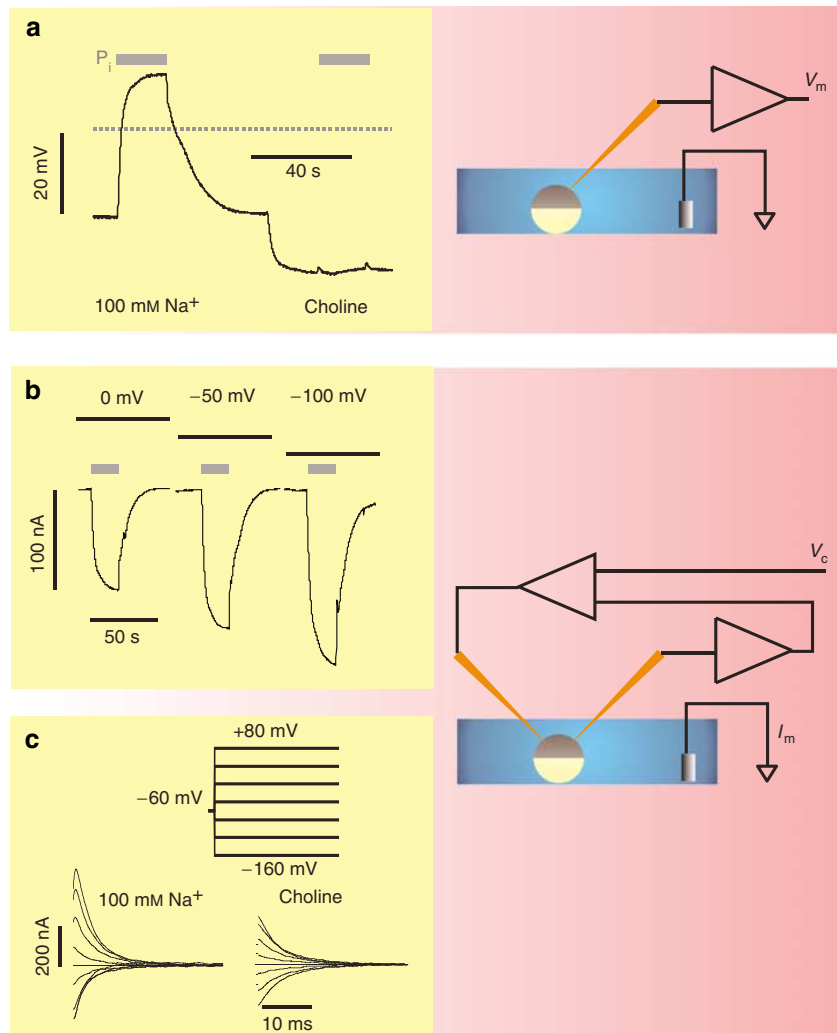 a
Pi
20 mV
40 s
100 mM Na+
Choline
Vm
b
0 mV
−50 mV
−100 mV
100 nA
50 s
Vc
Im
c
+80 mV
−60 mV
−160 mV
100 mM Na+
Choline
200 nA
10 ms